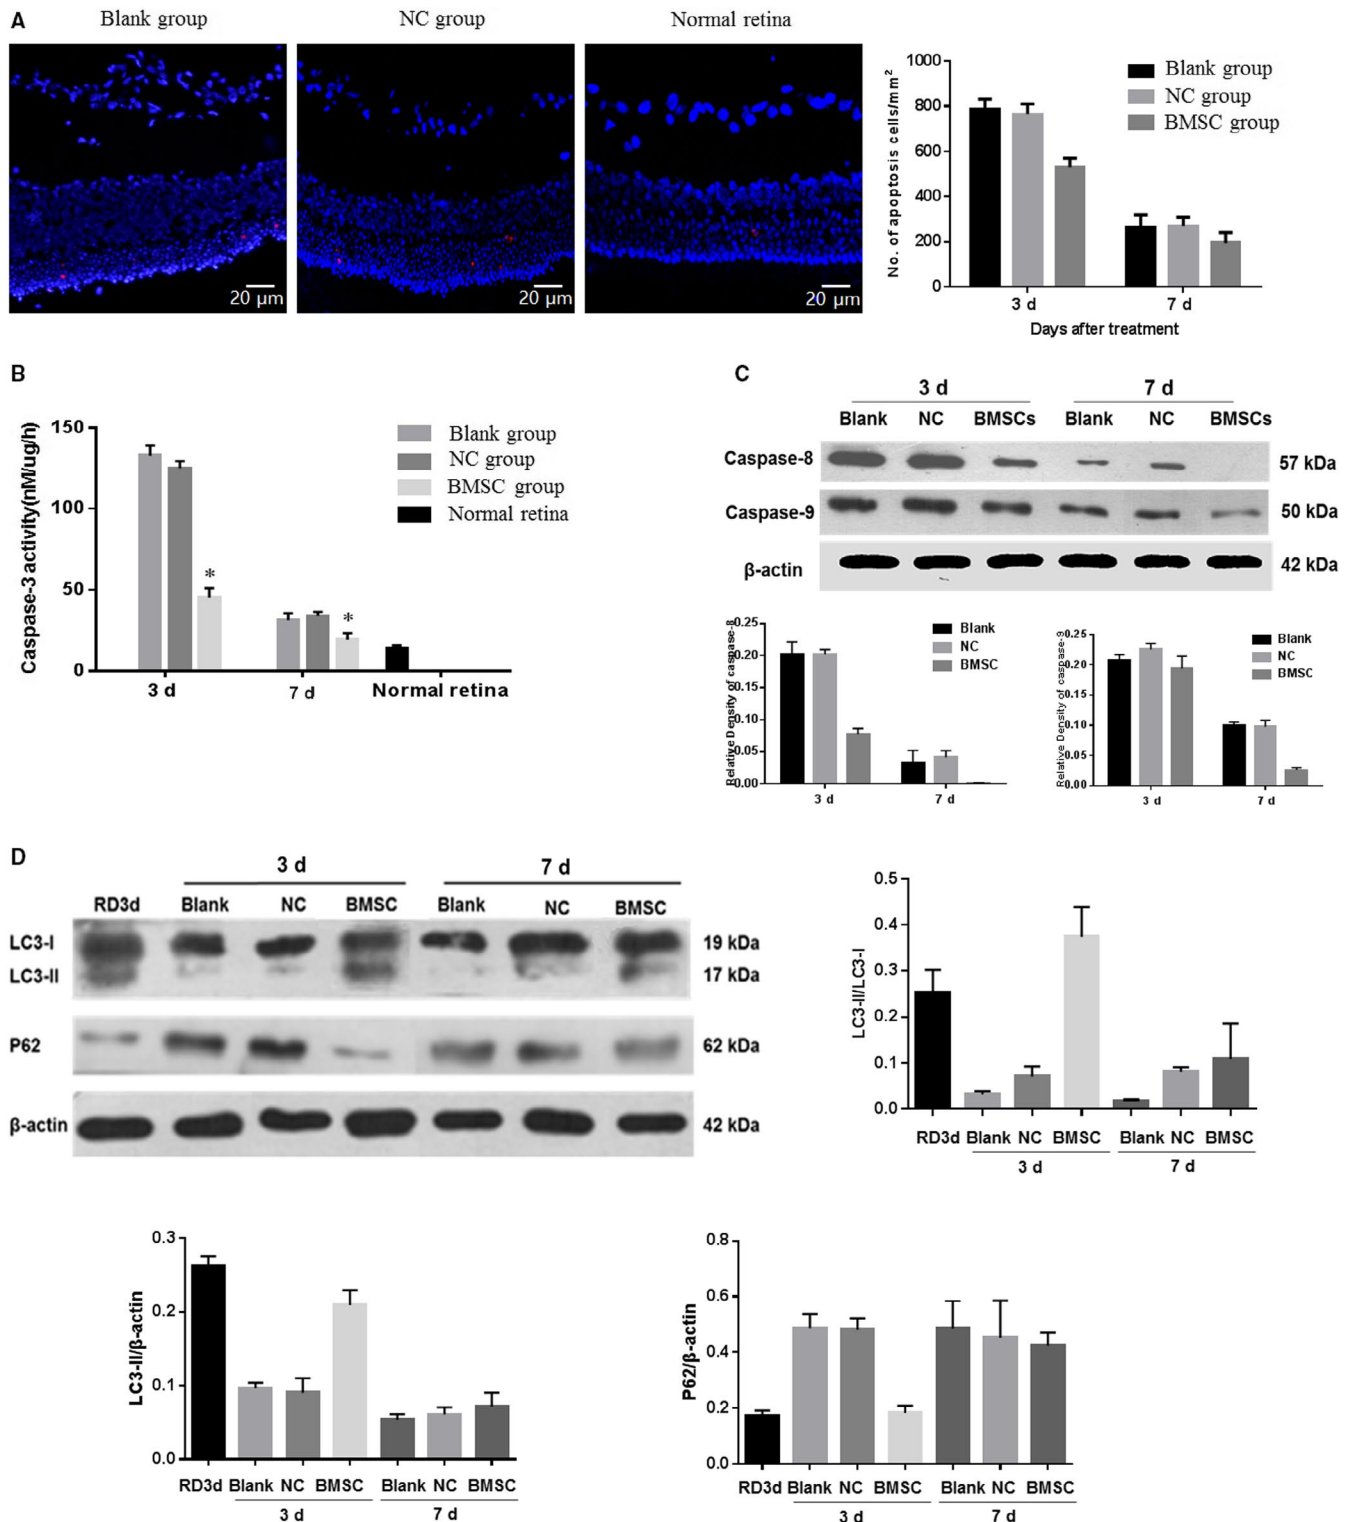 A
Blank group
NC group
Normal retina
20 µm
20 µm
20 µm
No. of apoptosis cells/mm²
1000
800
600
400
200
0
3 d
7 d
Days after treatment
Blank group
NC group
BMSC group
B
Caspase-3 activity(nM/ug/h)
150
100
50
0
3 d
7 d
Normal retina
Blank group
NC group
BMSC group
Normal retina
*
*
C
3 d
7 d
Blank NC BMSCs Blank NC BMSCs
Caspase-8
57 kDa
Caspase-9
50 kDa
β-actin
42 kDa
Relative Density of caspase-8
0.25
0.20
0.15
0.10
0.05
0.00
3 d
7 d
Blank
NC
BMSC
Relative Density of caspase-9
0.25
0.20
0.15
0.10
0.05
0.00
3 d
7 d
Blank
NC
BMSC
D
3 d
7 d
RD3d Blank NC BMSC Blank NC BMSC
LC3-I
19 kDa
LC3-II
17 kDa
P62
62 kDa
β-actin
42 kDa
LC3-II/LC3-I
0.5
0.4
0.3
0.2
0.1
0.0
RD3d Blank NC BMSC Blank NC BMSC
3 d
7 d
LC3-II/β-actin
0.3
0.2
0.1
0.0
RD3d Blank NC BMSC Blank NC BMSC
3 d
7 d
P62/β-actin
0.8
0.6
0.4
0.2
0.0
RD3d Blank NC BMSC Blank NC BMSC
3 d
7 d